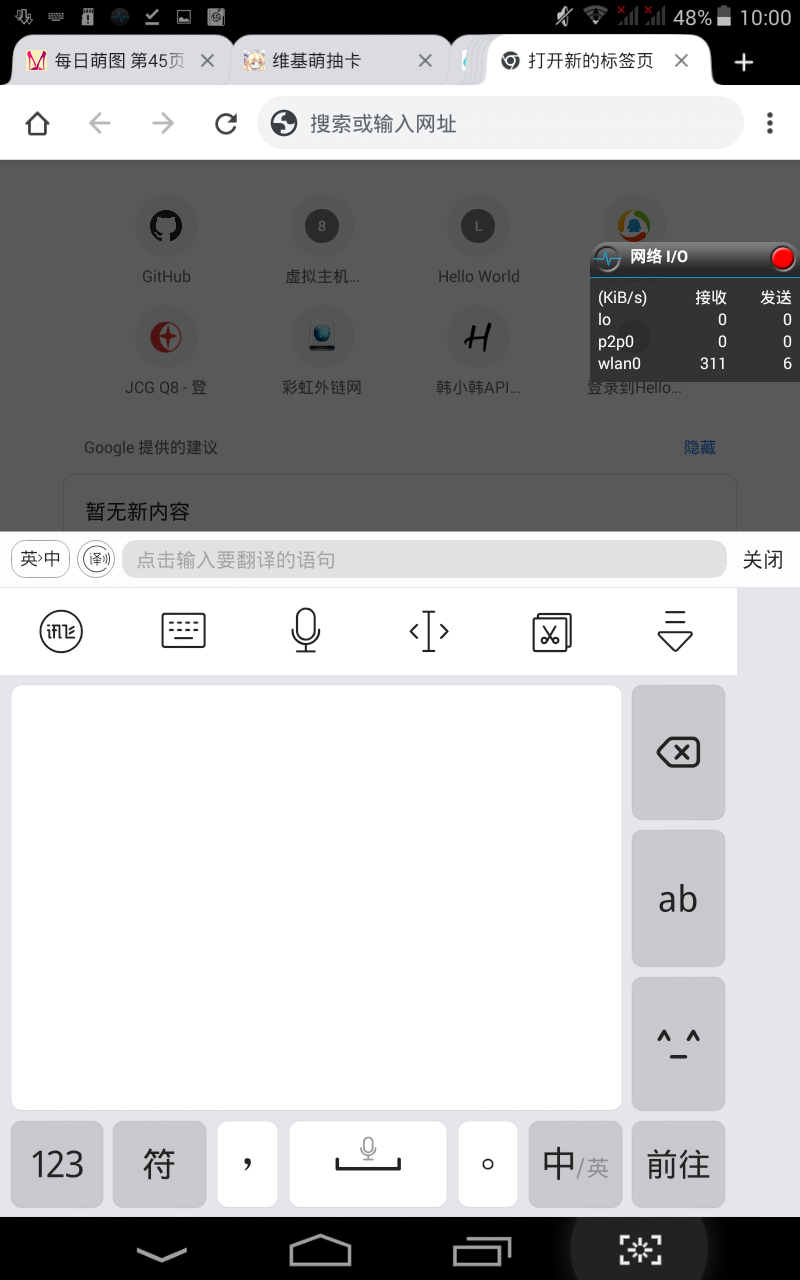 48% 10:00
每日萌图 第45页
维基萌抽卡
打开新的标签页
搜索或输入网址
8
L
GitHub
虚拟主机...
Hello World
网络 I/O
(KiB/s) 接收 发送
lo 0 0
p2p0 0 0
wlan0 311 6
JCG Q8 - 登
彩虹外链网
韩小韩API...
登录到Hello...
Google 提供的建议
隐藏
暂无新内容
英›中
译
点击输入要翻译的语句
关闭
讯飞
ab
^_^
123
符
，
。
中/英
前往